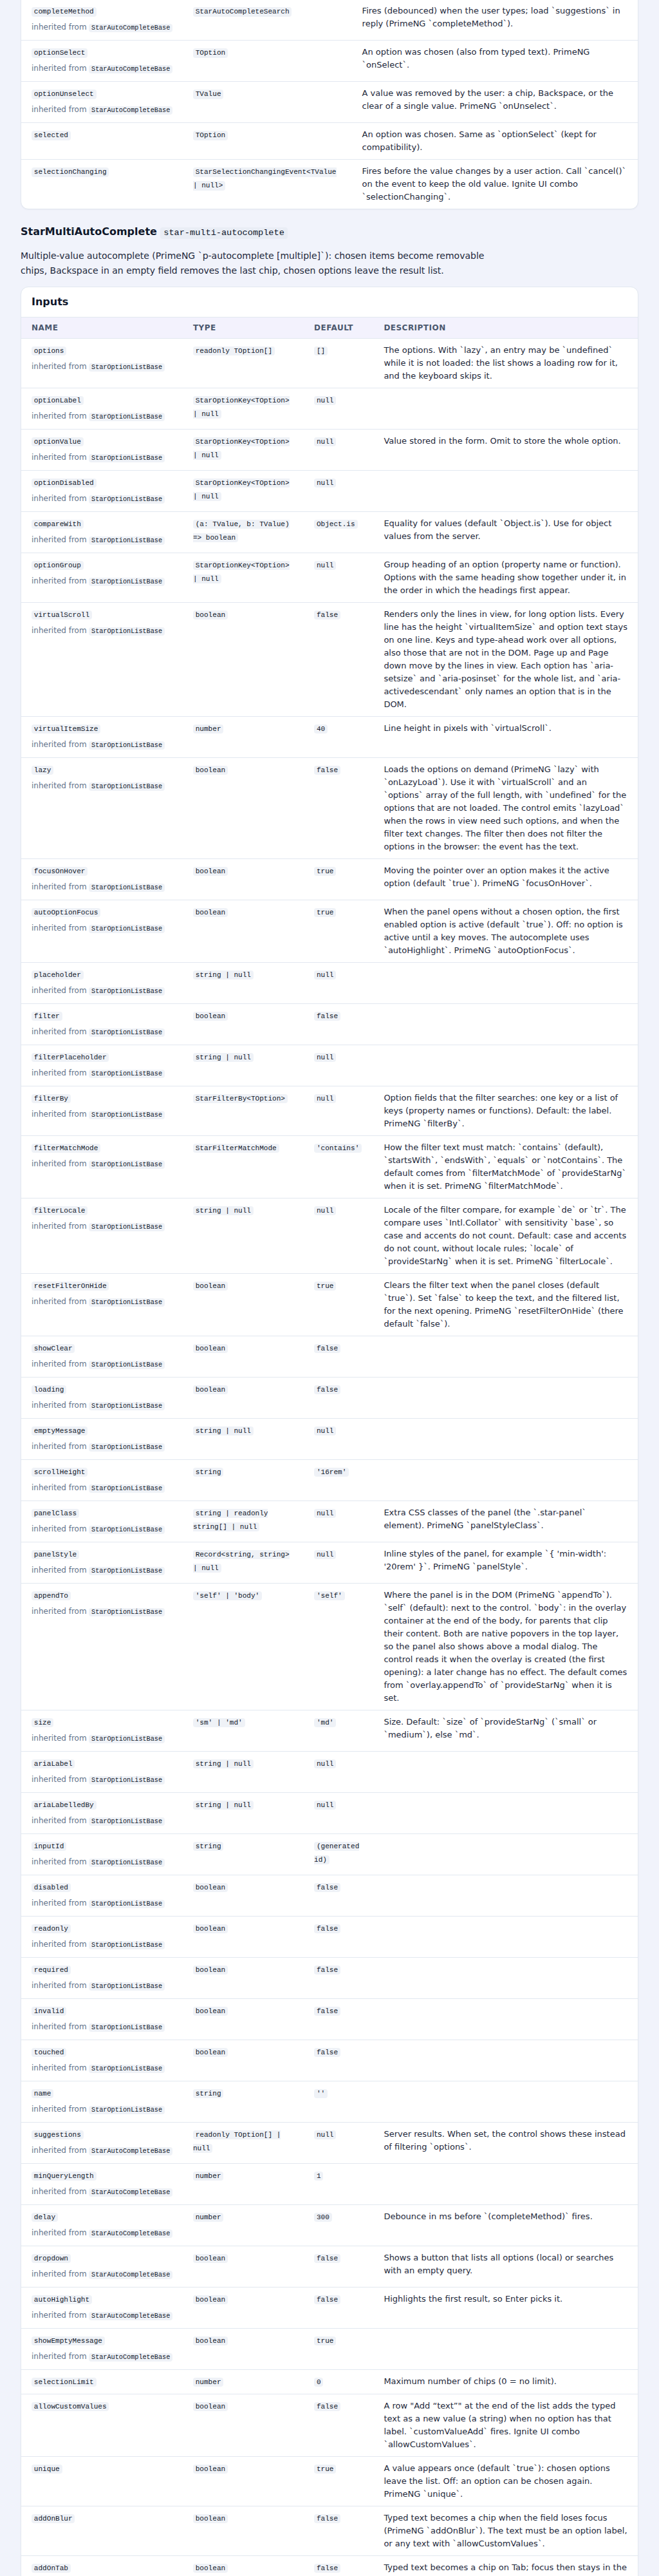 completeMethod
inherited from StarAutoCompleteBase
StarAutoCompleteSearch
Fires (debounced) when the user types; load `suggestions` in
reply (PrimeNG `completeMethod`).
optionSelect
inherited from StarAutoCompleteBase
TOption
An option was chosen (also from typed text). PrimeNG
`onSelect`.
optionUnselect
inherited from StarAutoCompleteBase
TValue
A value was removed by the user: a chip, Backspace, or the
clear of a single value. PrimeNG `onUnselect`.
selected
TOption
An option was chosen. Same as `optionSelect` (kept for
compatibility).
selectionChanging
StarSelectionChangingEvent<TValue
| null>
Fires before the value changes by a user action. Call `cancel()`
on the event to keep the old value. Ignite UI combo
`selectionChanging`.
StarMultiAutoComplete star-multi-autocomplete
Multiple-value autocomplete (PrimeNG `p-autocomplete [multiple]`): chosen items become removable
chips, Backspace in an empty field removes the last chip, chosen options leave the result list.
Inputs
NAME TYPE DEFAULT DESCRIPTION
options
inherited from StarOptionListBase
readonly TOption[]
[]
The options. With `lazy`, an entry may be `undefined`
while it is not loaded: the list shows a loading row for it,
and the keyboard skips it.
optionLabel
inherited from StarOptionListBase
StarOptionKey<TOption>
| null
null
optionValue
inherited from StarOptionListBase
StarOptionKey<TOption>
| null
null
Value stored in the form. Omit to store the whole option.
optionDisabled
inherited from StarOptionListBase
StarOptionKey<TOption>
| null
null
compareWith
inherited from StarOptionListBase
(a: TValue, b: TValue)
=> boolean
Object.is
Equality for values (default `Object.is`). Use for object
values from the server.
optionGroup
inherited from StarOptionListBase
StarOptionKey<TOption>
| null
null
Group heading of an option (property name or function).
Options with the same heading show together under it, in
the order in which the headings first appear.
virtualScroll
inherited from StarOptionListBase
boolean
false
Renders only the lines in view, for long option lists. Every
line has the height `virtualItemSize` and option text stays
on one line. Keys and type-ahead work over all options,
also those that are not in the DOM. Page up and Page
down move by the lines in view. Each option has `aria-
setsize` and `aria-posinset` for the whole list, and `aria-
activedescendant` only names an option that is in the
DOM.
virtualItemSize
inherited from StarOptionListBase
number
40
Line height in pixels with `virtualScroll`.
lazy
inherited from StarOptionListBase
boolean
false
Loads the options on demand (PrimeNG `lazy` with
`onLazyLoad`). Use it with `virtualScroll` and an
`options` array of the full length, with `undefined` for the
options that are not loaded. The control emits `lazyLoad`
when the rows in view need such options, and when the
filter text changes. The filter then does not filter the
options in the browser: the event has the text.
focusOnHover
inherited from StarOptionListBase
boolean
true
Moving the pointer over an option makes it the active
option (default `true`). PrimeNG `focusOnHover`.
autoOptionFocus
inherited from StarOptionListBase
boolean
true
When the panel opens without a chosen option, the first
enabled option is active (default `true`). Off: no option is
active until a key moves. The autocomplete uses
`autoHighlight`. PrimeNG `autoOptionFocus`.
placeholder
inherited from StarOptionListBase
string | null
null
filter
inherited from StarOptionListBase
boolean
false
filterPlaceholder
inherited from StarOptionListBase
string | null
null
filterBy
inherited from StarOptionListBase
StarFilterBy<TOption>
null
Option fields that the filter searches: one key or a list of
keys (property names or functions). Default: the label.
PrimeNG `filterBy`.
filterMatchMode
inherited from StarOptionListBase
StarFilterMatchMode
'contains'
How the filter text must match: `contains` (default),
`startsWith`, `endsWith`, `equals` or `notContains`. The
default comes from `filterMatchMode` of `provideStarNg`
when it is set. PrimeNG `filterMatchMode`.
filterLocale
inherited from StarOptionListBase
string | null
null
Locale of the filter compare, for example `de` or `tr`. The
compare uses `Intl.Collator` with sensitivity `base`, so
case and accents do not count. Default: case and accents
do not count, without locale rules; `locale` of
`provideStarNg` when it is set. PrimeNG `filterLocale`.
resetFilterOnHide
inherited from StarOptionListBase
boolean
true
Clears the filter text when the panel closes (default
`true`). Set `false` to keep the text, and the filtered list,
for the next opening. PrimeNG `resetFilterOnHide` (there
default `false`).
showClear
inherited from StarOptionListBase
boolean
false
loading
inherited from StarOptionListBase
boolean
false
emptyMessage
inherited from StarOptionListBase
string | null
null
scrollHeight
inherited from StarOptionListBase
string
'16rem'
panelClass
inherited from StarOptionListBase
string | readonly
string[] | null
null
Extra CSS classes of the panel (the `.star-panel`
element). PrimeNG `panelStyleClass`.
panelStyle
inherited from StarOptionListBase
Record<string, string>
| null
null
Inline styles of the panel, for example `{ 'min-width':
'20rem' }`. PrimeNG `panelStyle`.
appendTo
inherited from StarOptionListBase
'self' | 'body'
'self'
Where the panel is in the DOM (PrimeNG `appendTo`).
`self` (default): next to the control. `body`: in the overlay
container at the end of the body, for parents that clip
their content. Both are native popovers in the top layer,
so the panel also shows above a modal dialog. The
control reads it when the overlay is created (the first
opening): a later change has no effect. The default comes
from `overlay.appendTo` of `provideStarNg` when it is
set.
size
inherited from StarOptionListBase
'sm' | 'md'
'md'
Size. Default: `size` of `provideStarNg` (`small` or
`medium`), else `md`.
ariaLabel
inherited from StarOptionListBase
string | null
null
ariaLabelledBy
inherited from StarOptionListBase
string | null
null
inputId
inherited from StarOptionListBase
string
(generated
id)
disabled
inherited from StarOptionListBase
boolean
false
readonly
inherited from StarOptionListBase
boolean
false
required
inherited from StarOptionListBase
boolean
false
invalid
inherited from StarOptionListBase
boolean
false
touched
inherited from StarOptionListBase
boolean
false
name
inherited from StarOptionListBase
string
''
suggestions
inherited from StarAutoCompleteBase
readonly TOption[] |
null
null
Server results. When set, the control shows these instead
of filtering `options`.
minQueryLength
inherited from StarAutoCompleteBase
number
1
delay
inherited from StarAutoCompleteBase
number
300
Debounce in ms before `(completeMethod)` fires.
dropdown
inherited from StarAutoCompleteBase
boolean
false
Shows a button that lists all options (local) or searches
with an empty query.
autoHighlight
inherited from StarAutoCompleteBase
boolean
false
Highlights the first result, so Enter picks it.
showEmptyMessage
inherited from StarAutoCompleteBase
boolean
true
selectionLimit
number
0
Maximum number of chips (0 = no limit).
allowCustomValues
boolean
false
A row "Add "text"" at the end of the list adds the typed
text as a new value (a string) when no option has that
label. `customValueAdd` fires. Ignite UI combo
`allowCustomValues`.
unique
boolean
true
A value appears once (default `true`): chosen options
leave the list. Off: an option can be chosen again.
PrimeNG `unique`.
addOnBlur
boolean
false
Typed text becomes a chip when the field loses focus
(PrimeNG `addOnBlur`). The text must be an option label,
or any text with `allowCustomValues`.
addOnTab
boolean
false
Typed text becomes a chip on Tab; focus then stays in the